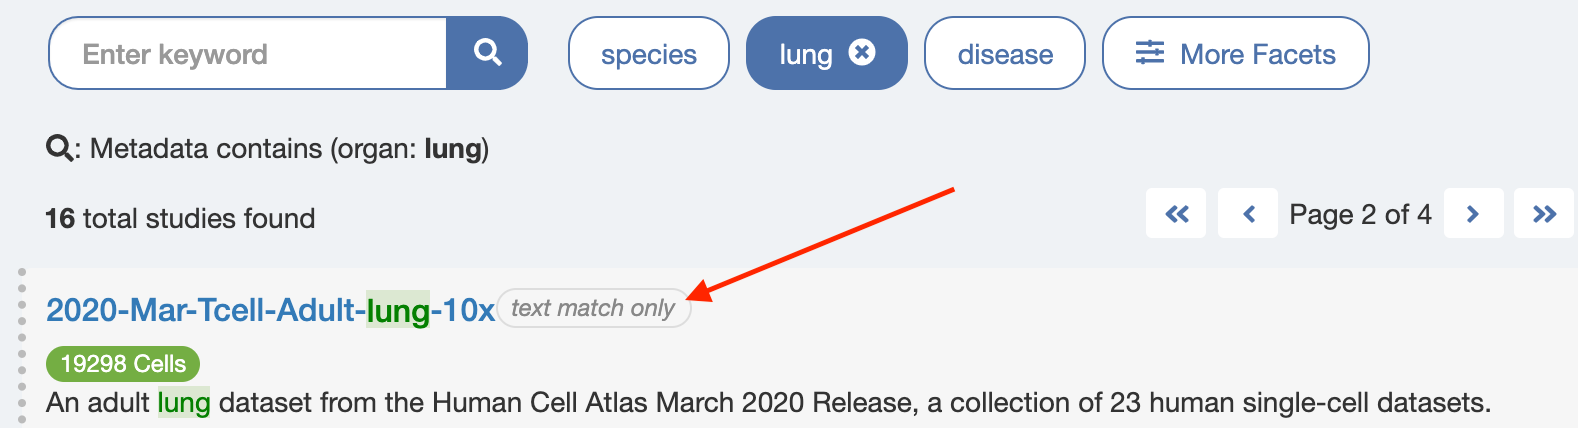 Enter keyword species lung disease More Facets
: Metadata contains (organ: lung)
16 total studies found
Page 2 of 4
2020-Mar-Tcell-Adult-lung-10x text match only
19298 Cells
An adult lung dataset from the Human Cell Atlas March 2020 Release, a collection of 23 human single-cell datasets.